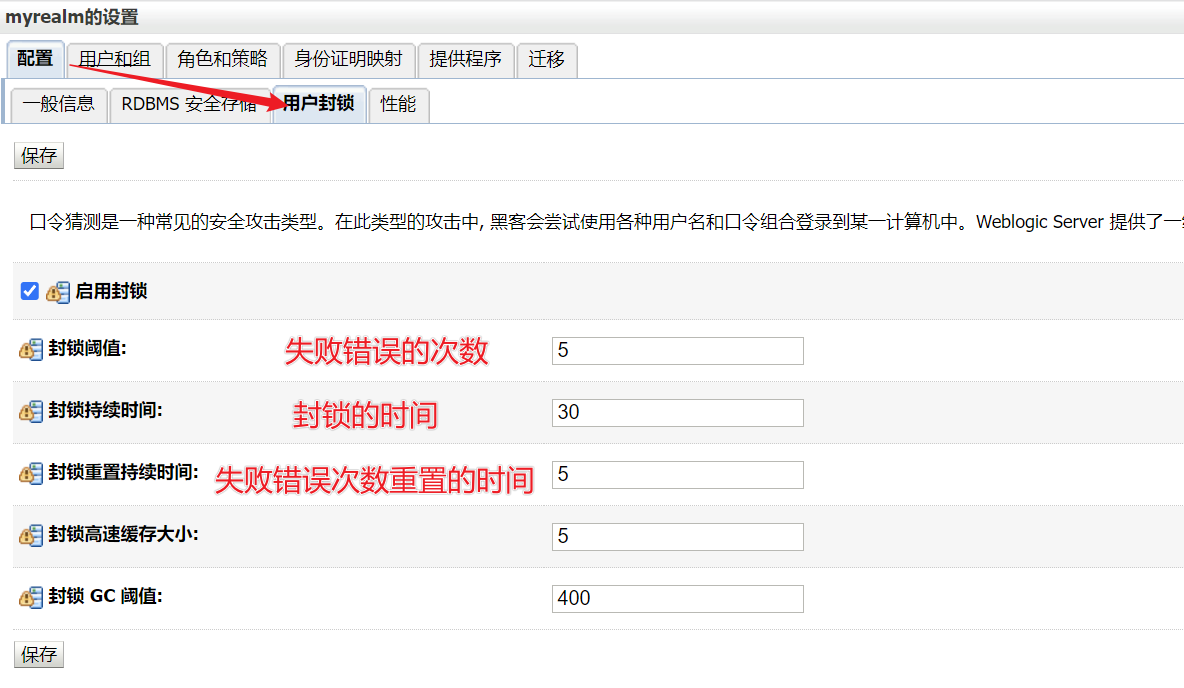 myrealm的设置
配置 用户和组 角色和策略 身份证明映射 提供程序 迁移
一般信息 RDBMS 安全存储 用户封锁 性能
保存
口令猜测是一种常见的安全攻击类型。在此类型的攻击中, 黑客会尝试使用各种用户名和口令组合登录到某一计算机中。Weblogic Server 提供了一
启用封锁
封锁阈值: 失败错误的次数 5
封锁持续时间: 封锁的时间 30
封锁重置持续时间: 失败错误次数重置的时间 5
封锁高速缓存大小: 5
封锁 GC 阈值: 400
保存